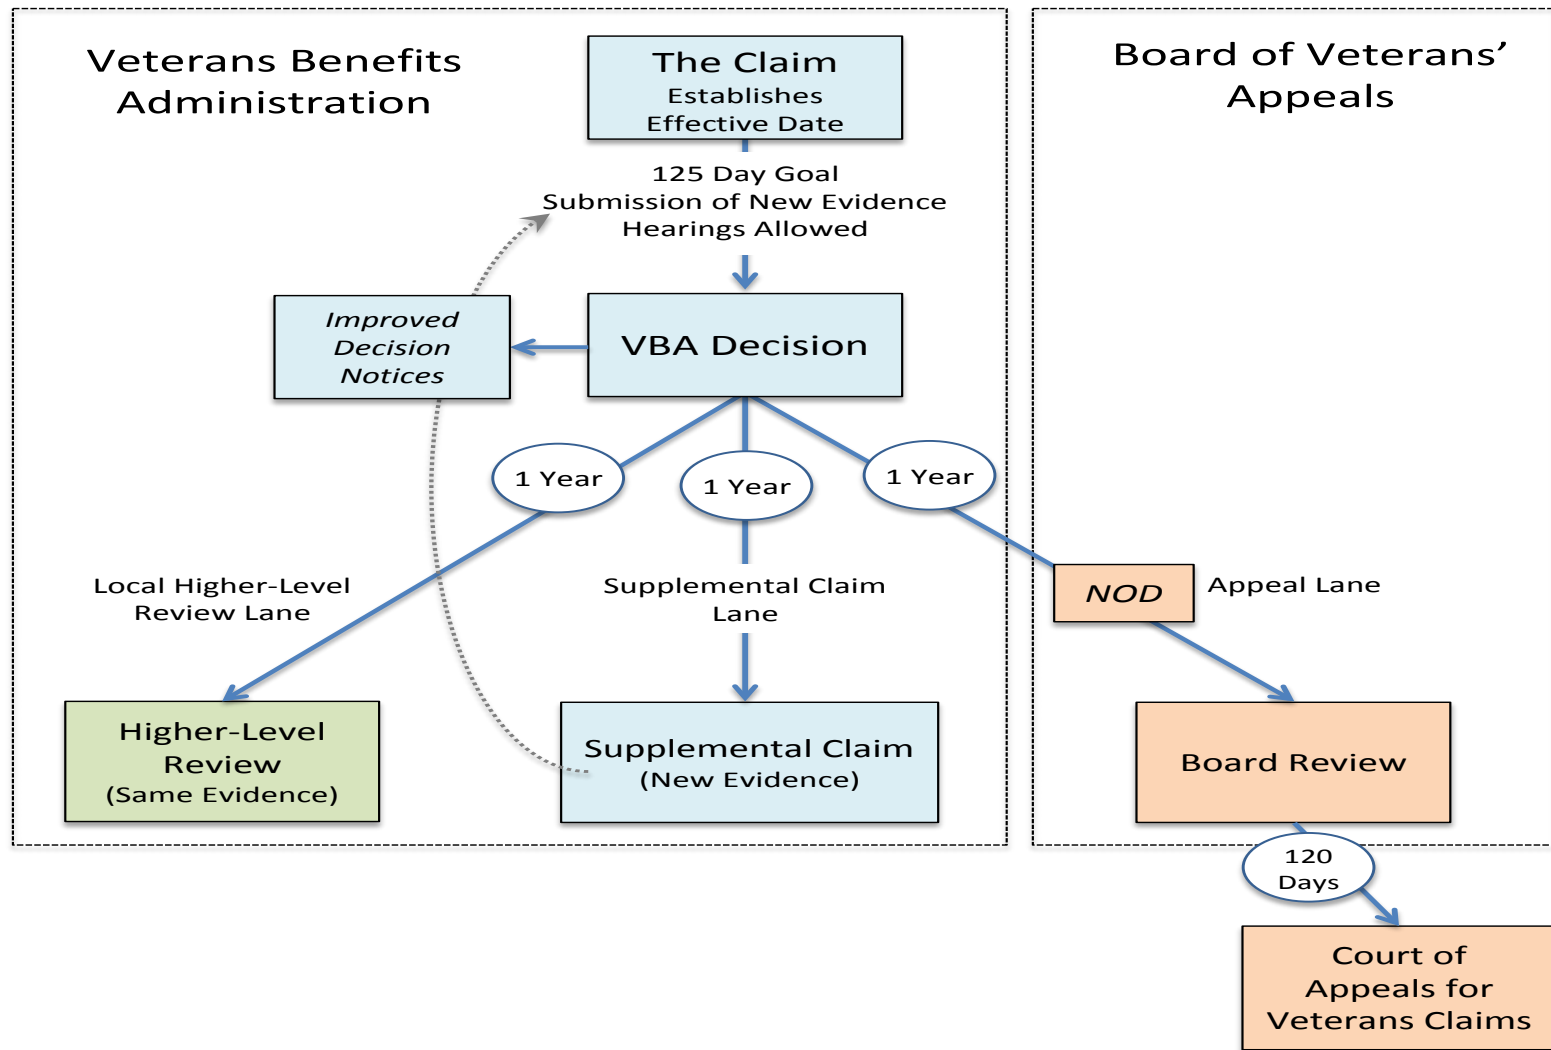 Veterans Benefits
Administration
The Claim
Establishes
Effective Date
Board of Veterans’
Appeals
125 Day Goal
Submission of New Evidence
Hearings Allowed
Improved
Decision
Notices
VBA Decision
1 Year
1 Year
1 Year
Local Higher-Level
Review Lane
Supplemental Claim
Lane
NOD
Appeal Lane
Higher-Level
Review
(Same Evidence)
Supplemental Claim
(New Evidence)
Board Review
120
Days
Court of
Appeals for
Veterans Claims